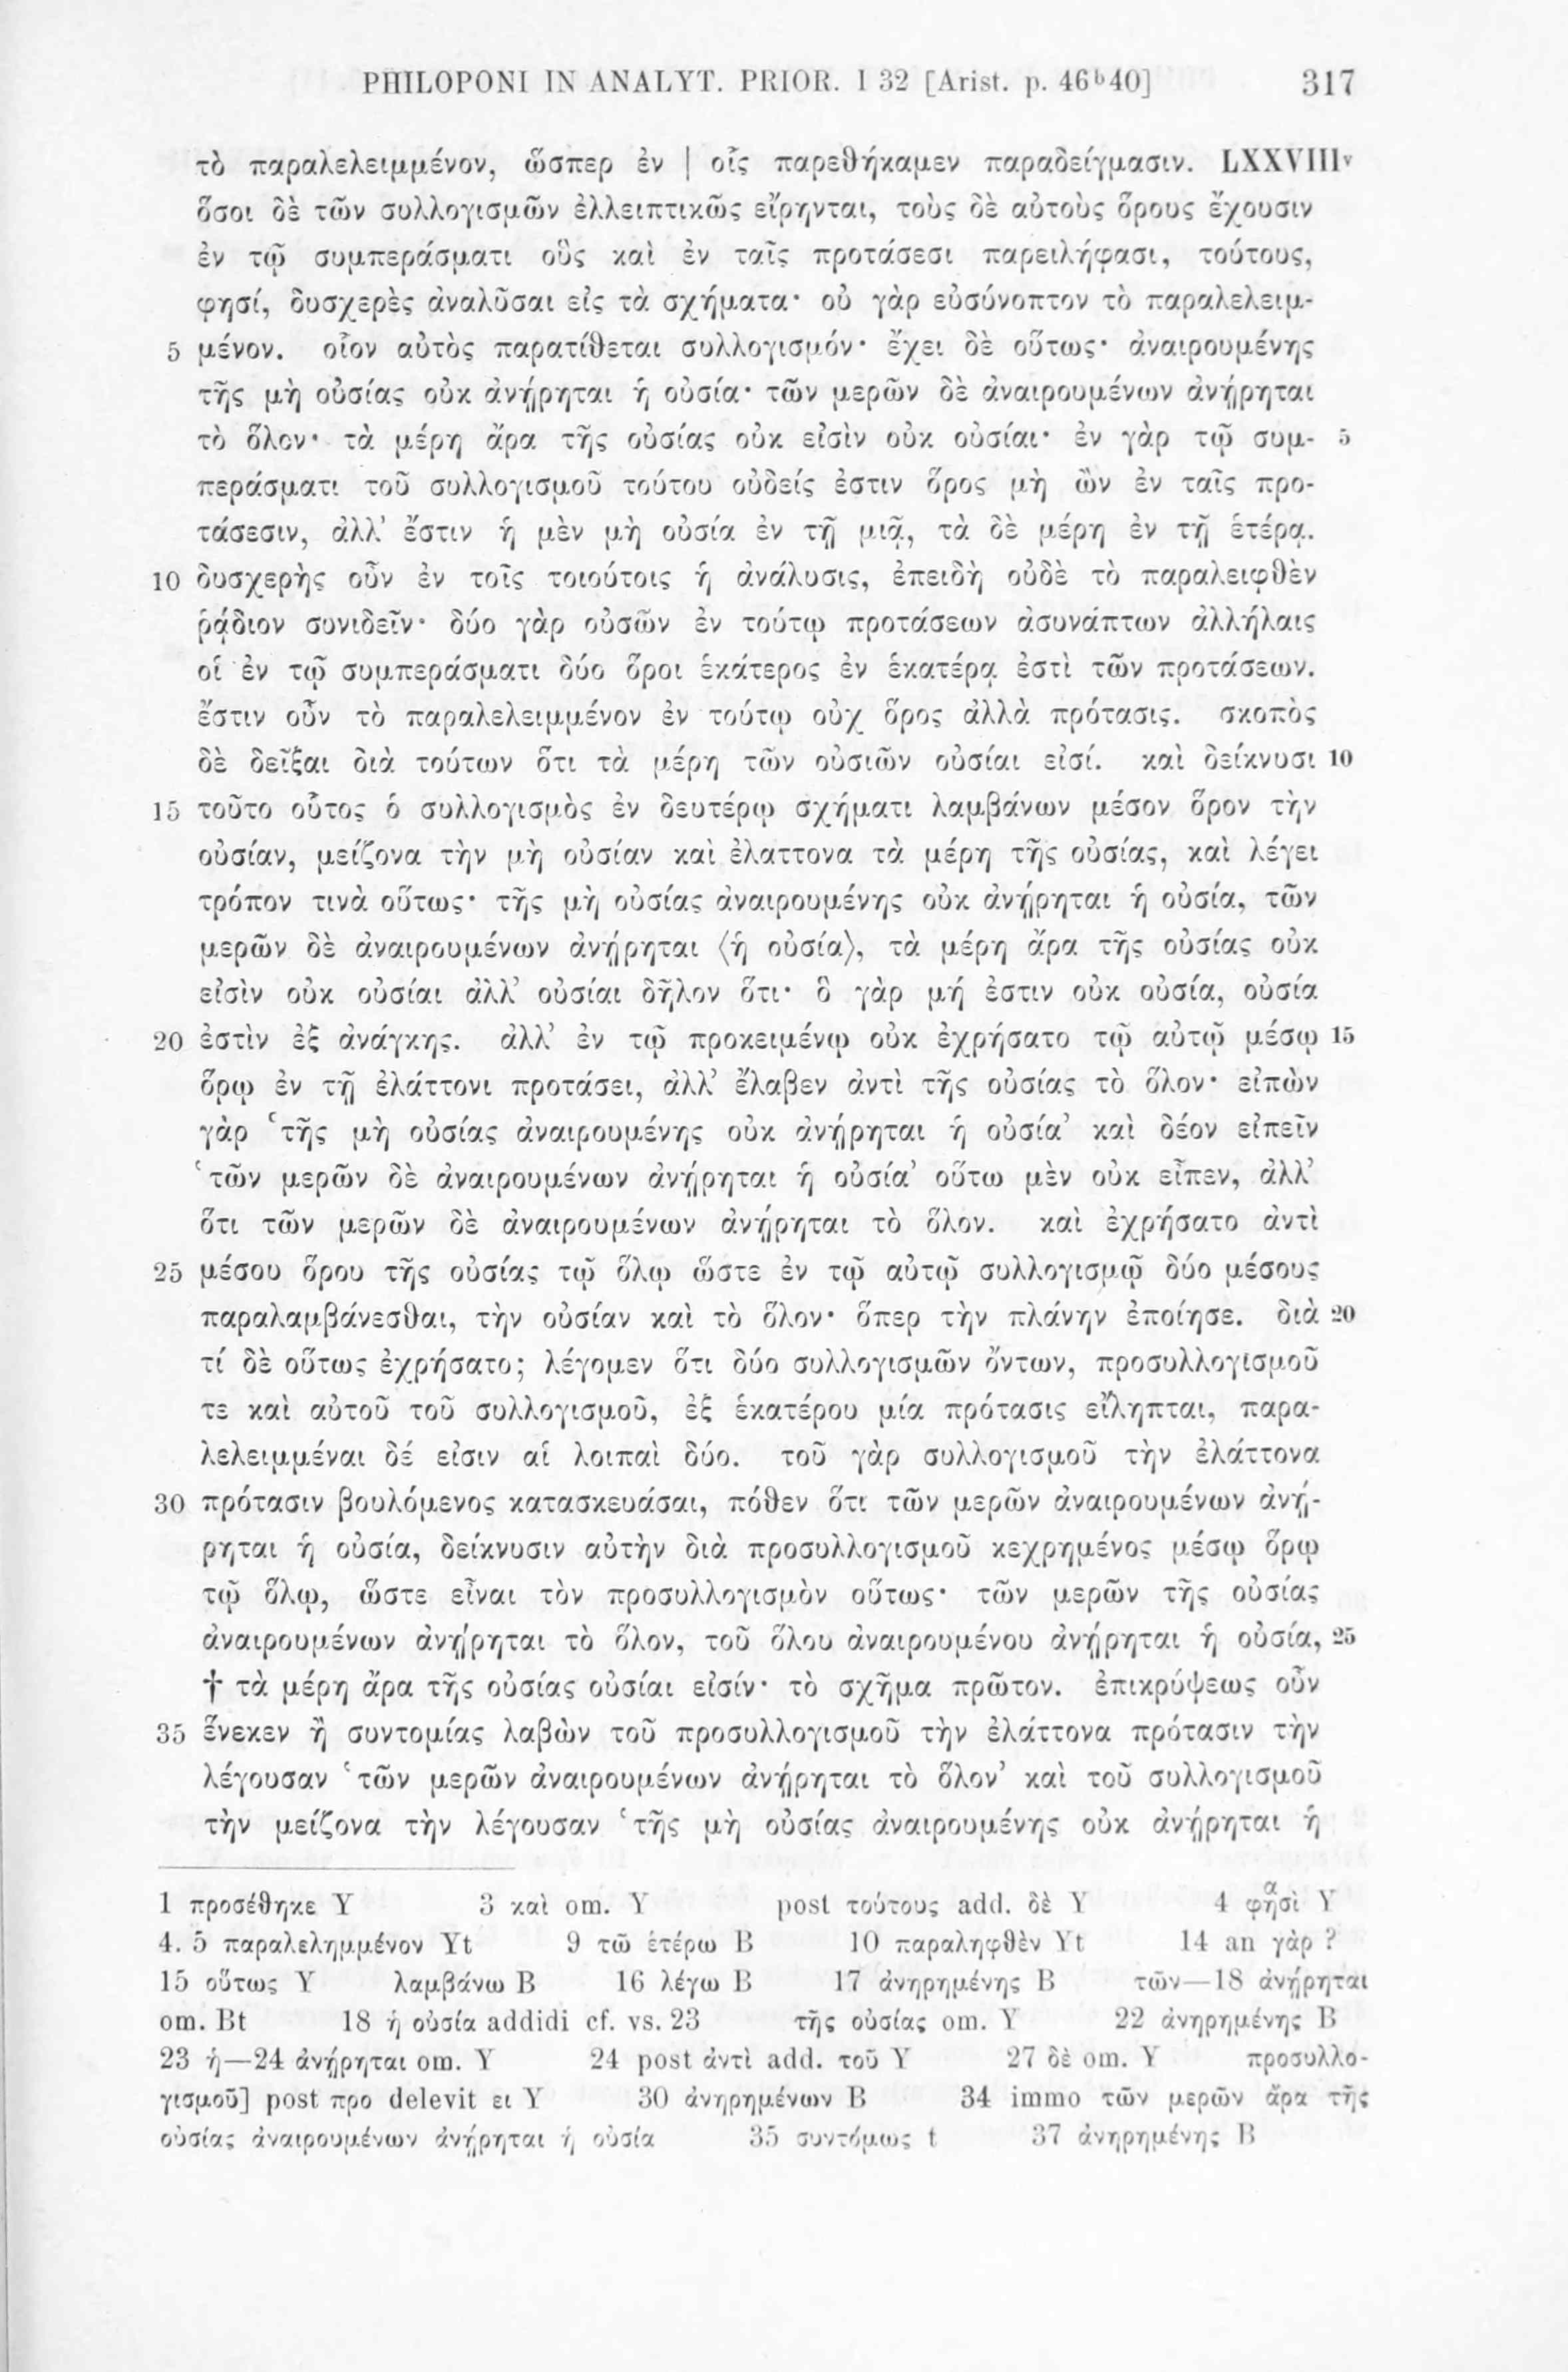 PHILOPONI IN ANALYT. PRIOR. I 32 [Arist. p. 46ᵇ40] 317
τὸ παραλελειμμένον, ὥσπερ ἐν | οἷς παρεθήκαμεν παραδείγμασιν. LXXVIIIᵛ
ὅσοι δὲ τῶν συλλογισμῶν ἐλλειπτικῶς εἴρηνται, τοὺς δὲ αὐτοὺς ὅρους ἔχουσιν
ἐν τῷ συμπεράσματι οὓς καὶ ἐν ταῖς προτάσεσι παρειλήφασι, τούτους,
φησί, δυσχερὲς ἀναλῦσαι εἰς τὰ σχήματα· οὐ γὰρ εὐσύνοπτον τὸ παραλελειμ-
5 μένον. οἷον αὐτὸς παρατίθεται συλλογισμόν· ἔχει δὲ οὕτως· ἀναιρουμένης
τῆς μὴ οὐσίας οὐκ ἀνῄρηται ἡ οὐσία· τῶν μερῶν δὲ ἀναιρουμένων ἀνῄρηται
τὸ ὅλον· τὰ μέρη ἄρα τῆς οὐσίας οὐκ εἰσὶν οὐκ οὐσίαι· ἐν γὰρ τῷ συμ- 5
περάσματι τοῦ συλλογισμοῦ τούτου οὐδείς ἐστιν ὅρος μὴ ὢν ἐν ταῖς προ-
τάσεσιν, ἀλλ’ ἔστιν ἡ μὲν μὴ οὐσία ἐν τῇ μιᾷ, τὰ δὲ μέρη ἐν τῇ ἑτέρᾳ.
10 δυσχερὴς οὖν ἐν τοῖς τοιούτοις ἡ ἀνάλυσις, ἐπειδὴ οὐδὲ τὸ παραλειφθὲν
ῥᾴδιον συνιδεῖν· δύο γὰρ οὐσῶν ἐν τούτῳ προτάσεων ἀσυνάπτων ἀλλήλαις
οἱ ἐν τῷ συμπεράσματι δύο ὅροι ἑκάτερος ἐν ἑκατέρᾳ ἐστὶ τῶν προτάσεων.
ἔστιν οὖν τὸ παραλελειμμένον ἐν τούτῳ οὐχ ὅρος ἀλλὰ πρότασις. σκοπὸς
δὲ δεῖξαι διὰ τούτων ὅτι τὰ μέρη τῶν οὐσιῶν οὐσίαι εἰσί. καὶ δείκνυσι 10
15 τοῦτο οὗτος ὁ συλλογισμὸς ἐν δευτέρῳ σχήματι λαμβάνων μέσον ὅρον τὴν
οὐσίαν, μείζονα τὴν μὴ οὐσίαν καὶ ἐλάττονα τὰ μέρη τῆς οὐσίας, καὶ λέγει
τρόπον τινὰ οὕτως· τῆς μὴ οὐσίας ἀναιρουμένης οὐκ ἀνῄρηται ἡ οὐσία, τῶν
μερῶν δὲ ἀναιρουμένων ἀνῄρηται ⟨ἡ οὐσία⟩, τὰ μέρη ἄρα τῆς οὐσίας οὐκ
εἰσὶν οὐκ οὐσίαι ἀλλ’ οὐσίαι δῆλον ὅτι· ὃ γὰρ μή ἐστιν οὐκ οὐσία, οὐσία
20 ἐστὶν ἐξ ἀνάγκης. ἀλλ’ ἐν τῷ προκειμένῳ οὐκ ἐχρήσατο τῷ αὐτῷ μέσῳ 15
ὅρῳ ἐν τῇ ἐλάττονι προτάσει, ἀλλ’ ἔλαβεν ἀντὶ τῆς οὐσίας τὸ ὅλον· εἰπὼν
γὰρ ‘τῆς μὴ οὐσίας ἀναιρουμένης οὐκ ἀνῄρηται ἡ οὐσία’ καὶ δέον εἰπεῖν
‘τῶν μερῶν δὲ ἀναιρουμένων ἀνῄρηται ἡ οὐσία’ οὕτω μὲν οὐκ εἶπεν, ἀλλ’
ὅτι τῶν μερῶν δὲ ἀναιρουμένων ἀνῄρηται τὸ ὅλον. καὶ ἐχρήσατο ἀντὶ
25 μέσου ὅρου τῆς οὐσίας τῷ ὅλῳ ὥστε ἐν τῷ αὐτῷ συλλογισμῷ δύο μέσους
παραλαμβάνεσθαι, τὴν οὐσίαν καὶ τὸ ὅλον· ὅπερ τὴν πλάνην ἐποίησε. διὰ 20
τί δὲ οὕτως ἐχρήσατο; λέγομεν ὅτι δύο συλλογισμῶν ὄντων, προσυλλογισμοῦ
τε καὶ αὐτοῦ τοῦ συλλογισμοῦ, ἐξ ἑκατέρου μία πρότασις εἴληπται, παρα-
λελειμμέναι δέ εἰσιν αἱ λοιπαὶ δύο. τοῦ γὰρ συλλογισμοῦ τὴν ἐλάττονα
30 πρότασιν βουλόμενος κατασκευάσαι, πόθεν ὅτι τῶν μερῶν ἀναιρουμένων ἀνῄ-
ρηται ἡ οὐσία, δείκνυσιν αὐτὴν διὰ προσυλλογισμοῦ κεχρημένος μέσῳ ὅρῳ
τῷ ὅλῳ, ὥστε εἶναι τὸν προσυλλογισμὸν οὕτως· τῶν μερῶν τῆς οὐσίας
ἀναιρουμένων ἀνῄρηται τὸ ὅλον, τοῦ ὅλου ἀναιρουμένου ἀνῄρηται ἡ οὐσία, 25
† τὰ μέρη ἄρα τῆς οὐσίας οὐσίαι εἰσίν· τὸ σχῆμα πρῶτον. ἐπικρύψεως οὖν
35 ἕνεκεν ἢ συντομίας λαβὼν τοῦ προσυλλογισμοῦ τὴν ἐλάττονα πρότασιν τὴν
λέγουσαν ‘τῶν μερῶν ἀναιρουμένων ἀνῄρηται τὸ ὅλον’ καὶ τοῦ συλλογισμοῦ
τὴν μείζονα τὴν λέγουσαν ‘τῆς μὴ οὐσίας ἀναιρουμένης οὐκ ἀνῄρηται ἡ
1 προσέθηκε Y 3 καὶ om. Y post τούτους add. δὲ Y 4 φησὶ Y
4. 5 παραλελημμένον Yt 9 τῶ ἑτέρω B 10 παραληφθὲν Yt 14 an γὰρ ?
15 οὕτως Y λαμβάνω B 16 λέγω B 17 ἀνῃρημένης B τῶν—18 ἀνῄρηται
om. Bt 18 ἡ οὐσία addidi cf. vs. 23 τῆς οὐσίας om. Y 22 ἀνῃρημένης B
23 ἡ—24 ἀνῄρηται om. Y 24 post ἀντὶ add. τοῦ Y 27 δὲ om. Y προσυλλο-
γισμοῦ] post προ delevit ει Y 30 ἀνῃρημένων B 34 immo τῶν μερῶν ἄρα τῆς
οὐσίας ἀναιρουμένων ἀνῄρηται ἡ οὐσία 35 συντόμως t 37 ἀνῃρημένης B